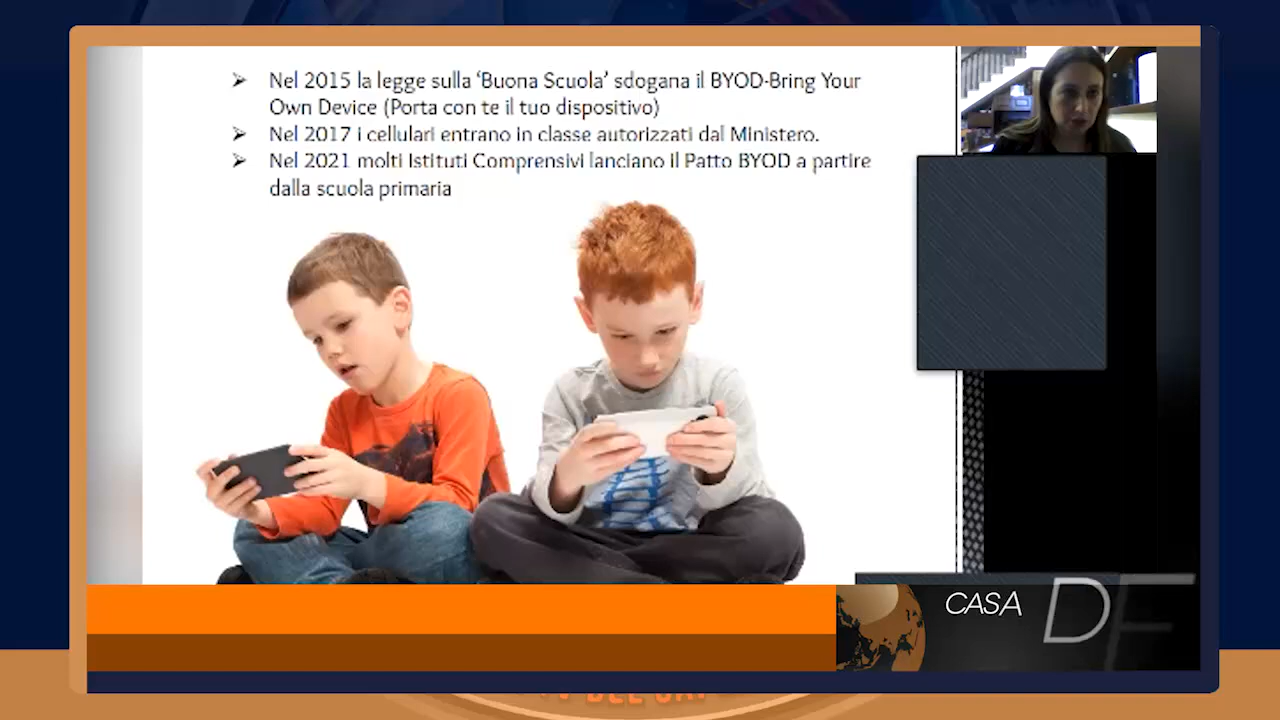 Nel 2015 la legge sulla ‘Buona Scuola’ sdogana il BYOD-Bring Your
Own Device (Porta con te il tuo dispositivo)
Nel 2017 i cellulari entrano in classe autorizzati dal Ministero.
Nel 2021 molti Istituti Comprensivi lanciano il Patto BYOD a partire
dalla scuola primaria
CASA